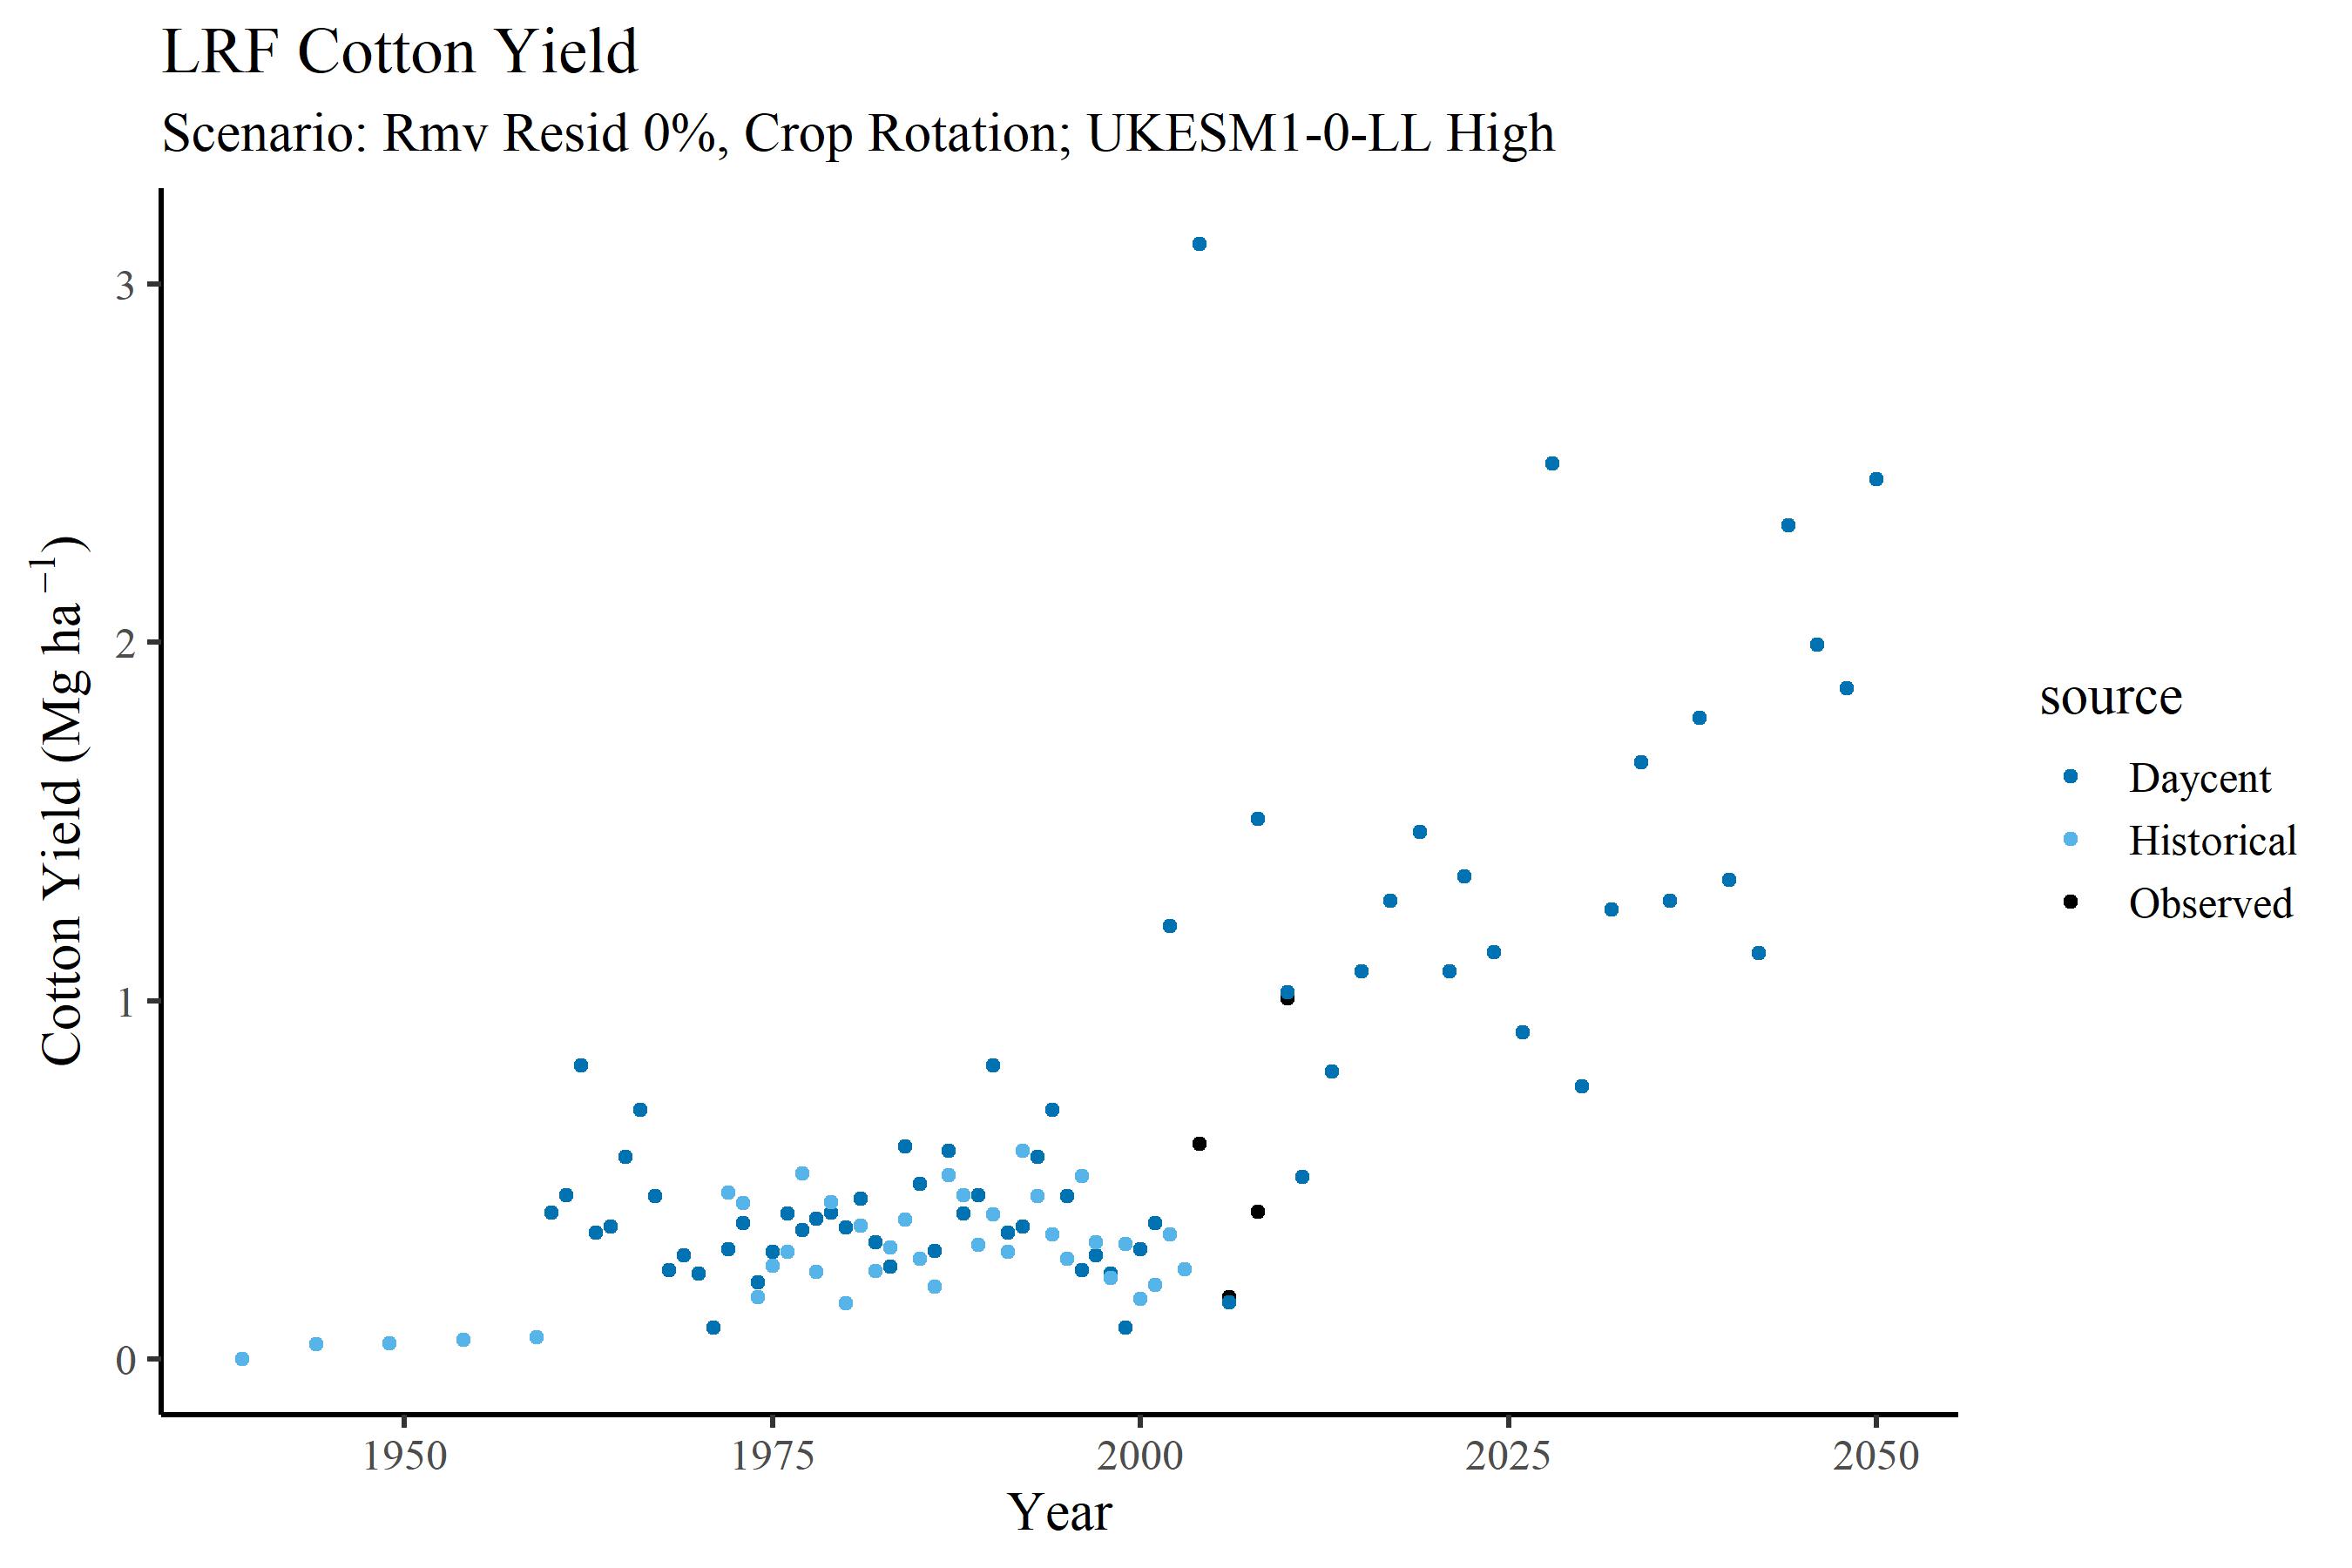 LRF Cotton Yield
Scenario: Rmv Resid 0%, Crop Rotation; UKESM1-0-LL High
Cotton Yield (Mg ha⁻¹)
3
2
1
0
1950
1975
2000
2025
2050
Year
source
Daycent
Historical
Observed